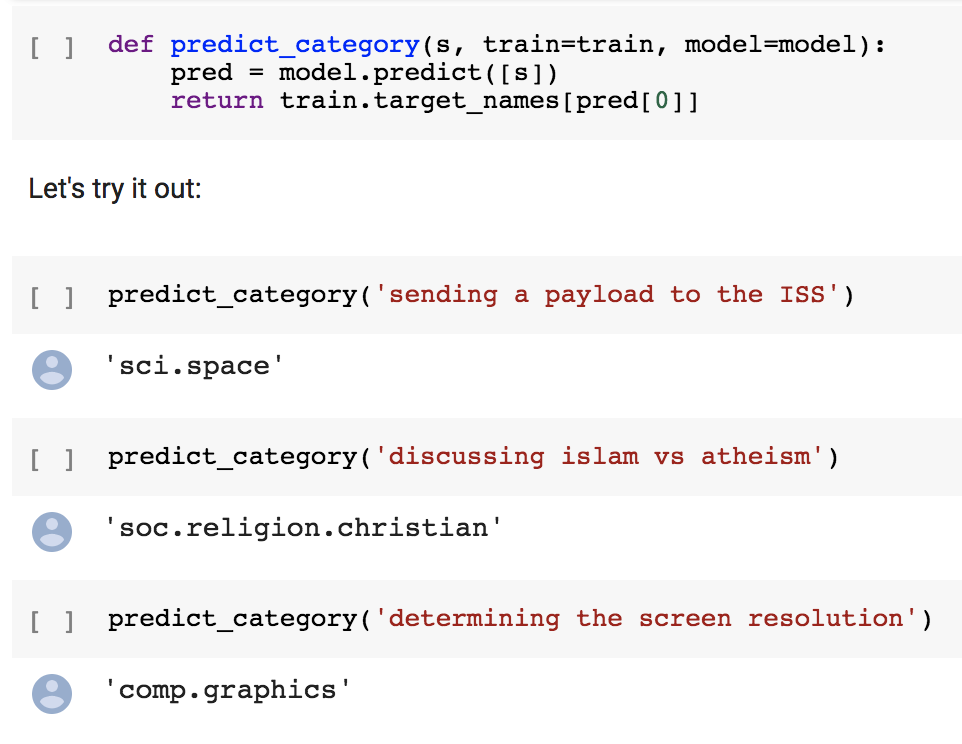 [ ] def predict_category(s, train=train, model=model):
pred = model.predict([s])
return train.target_names[pred[0]]
Let's try it out:
[ ] predict_category('sending a payload to the ISS')
'sci.space'
[ ] predict_category('discussing islam vs atheism')
'soc.religion.christian'
[ ] predict_category('determining the screen resolution')
'comp.graphics'